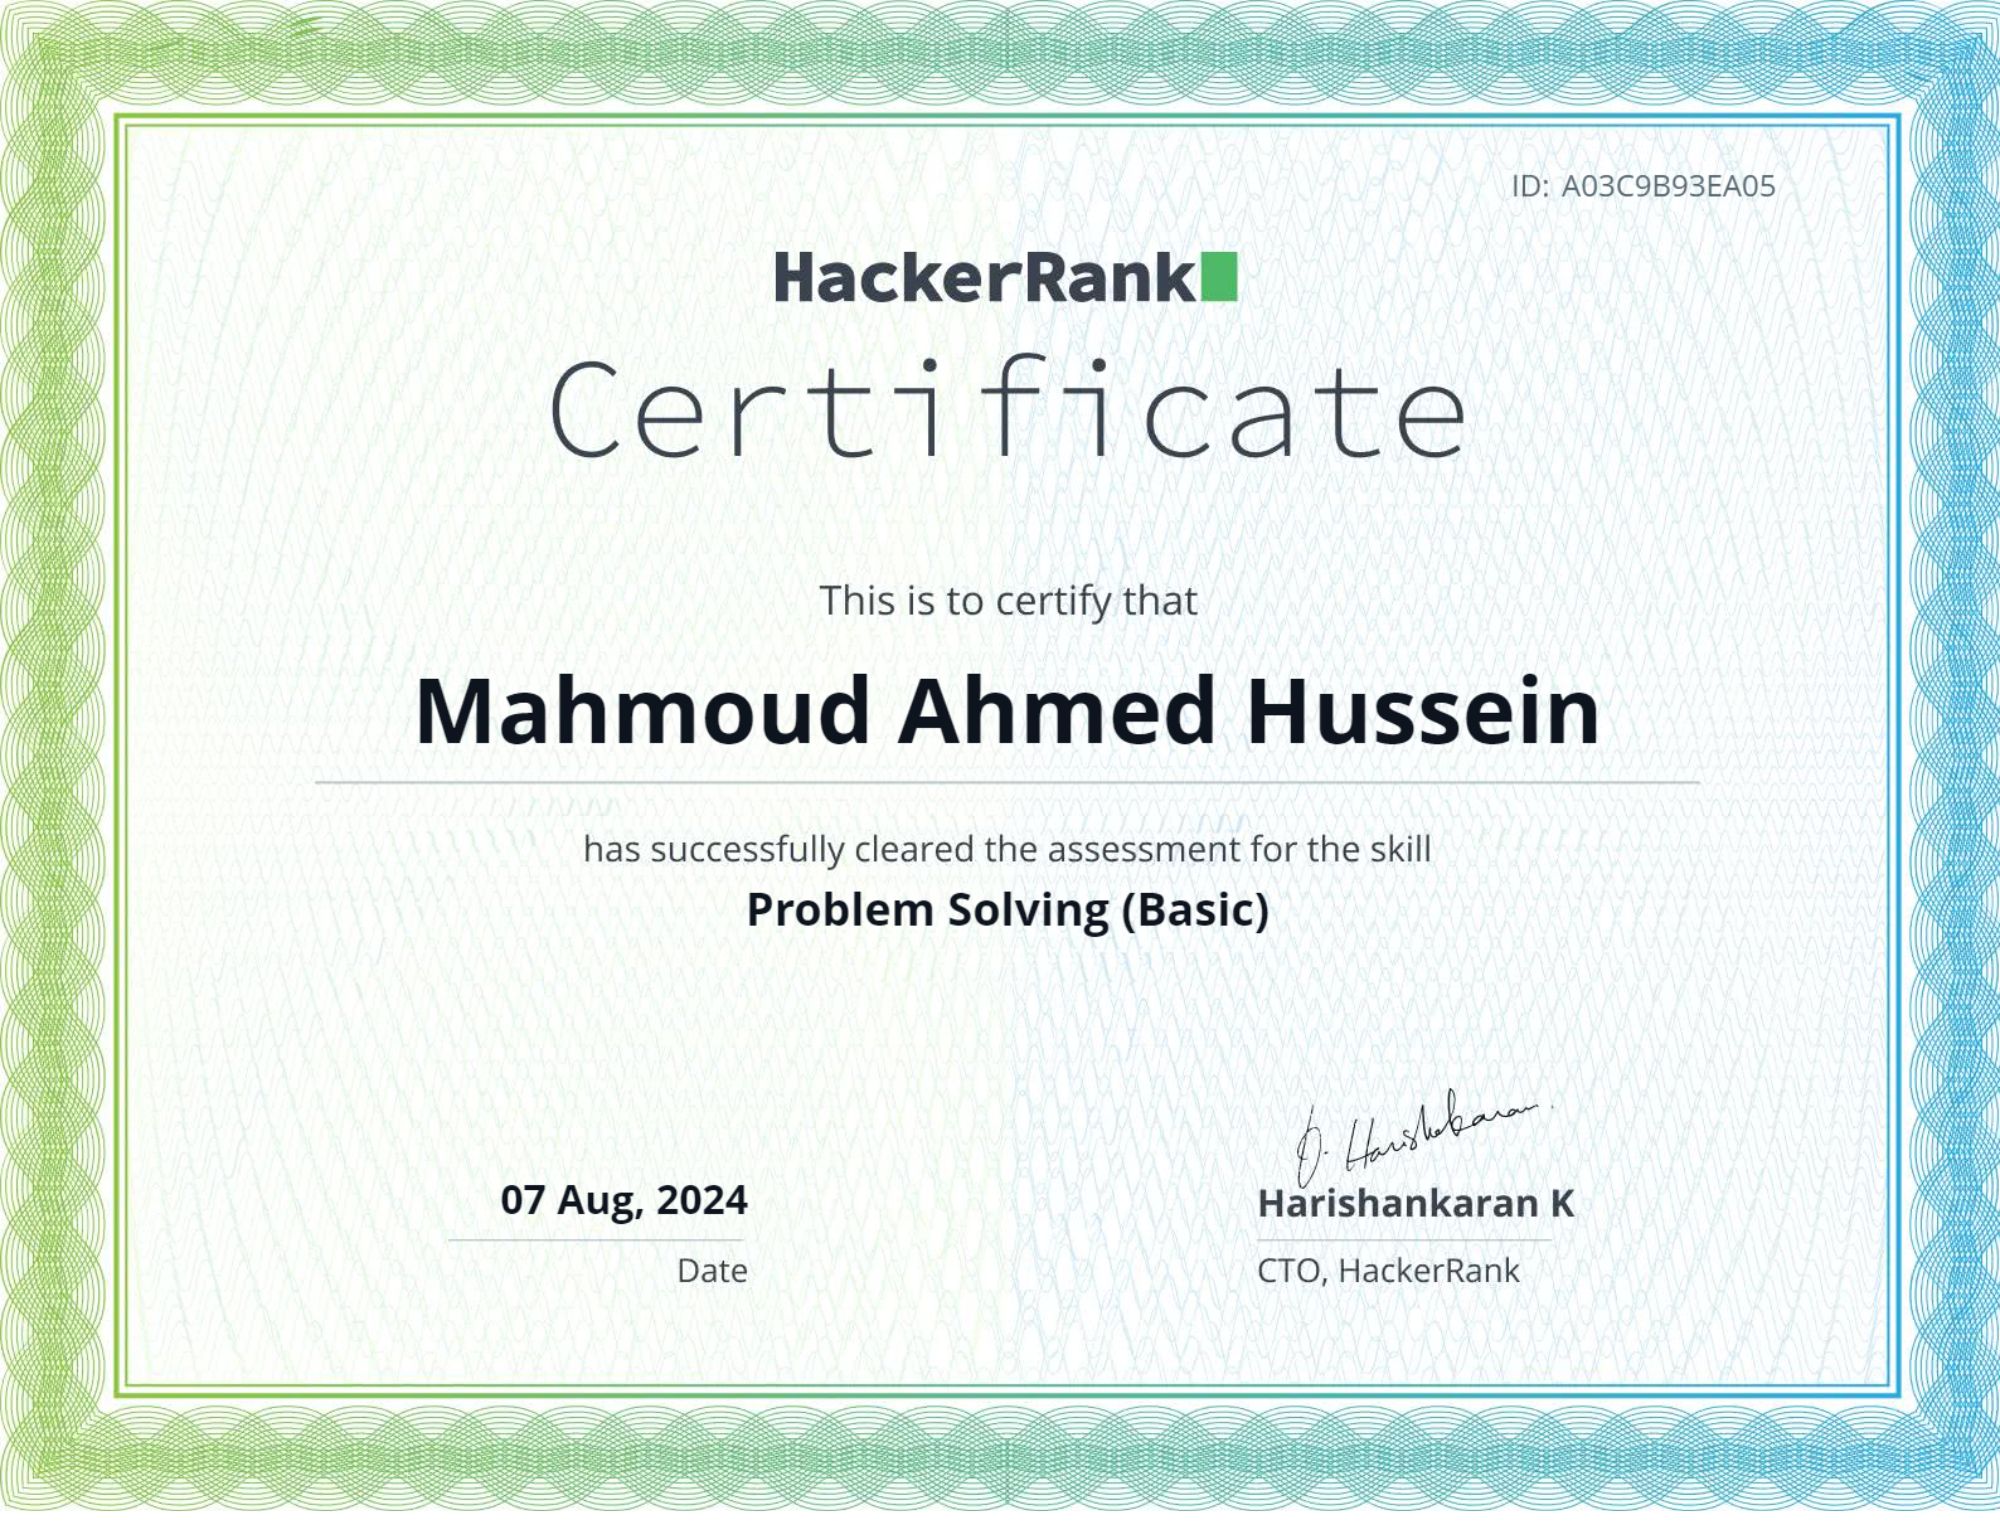 ID: A03C9B93EA05
HackerRank
Certificate
This is to certify that
Mahmoud Ahmed Hussein
has successfully cleared the assessment for the skill
Problem Solving (Basic)
07 Aug, 2024
Date
Harishankaran K
CTO, HackerRank